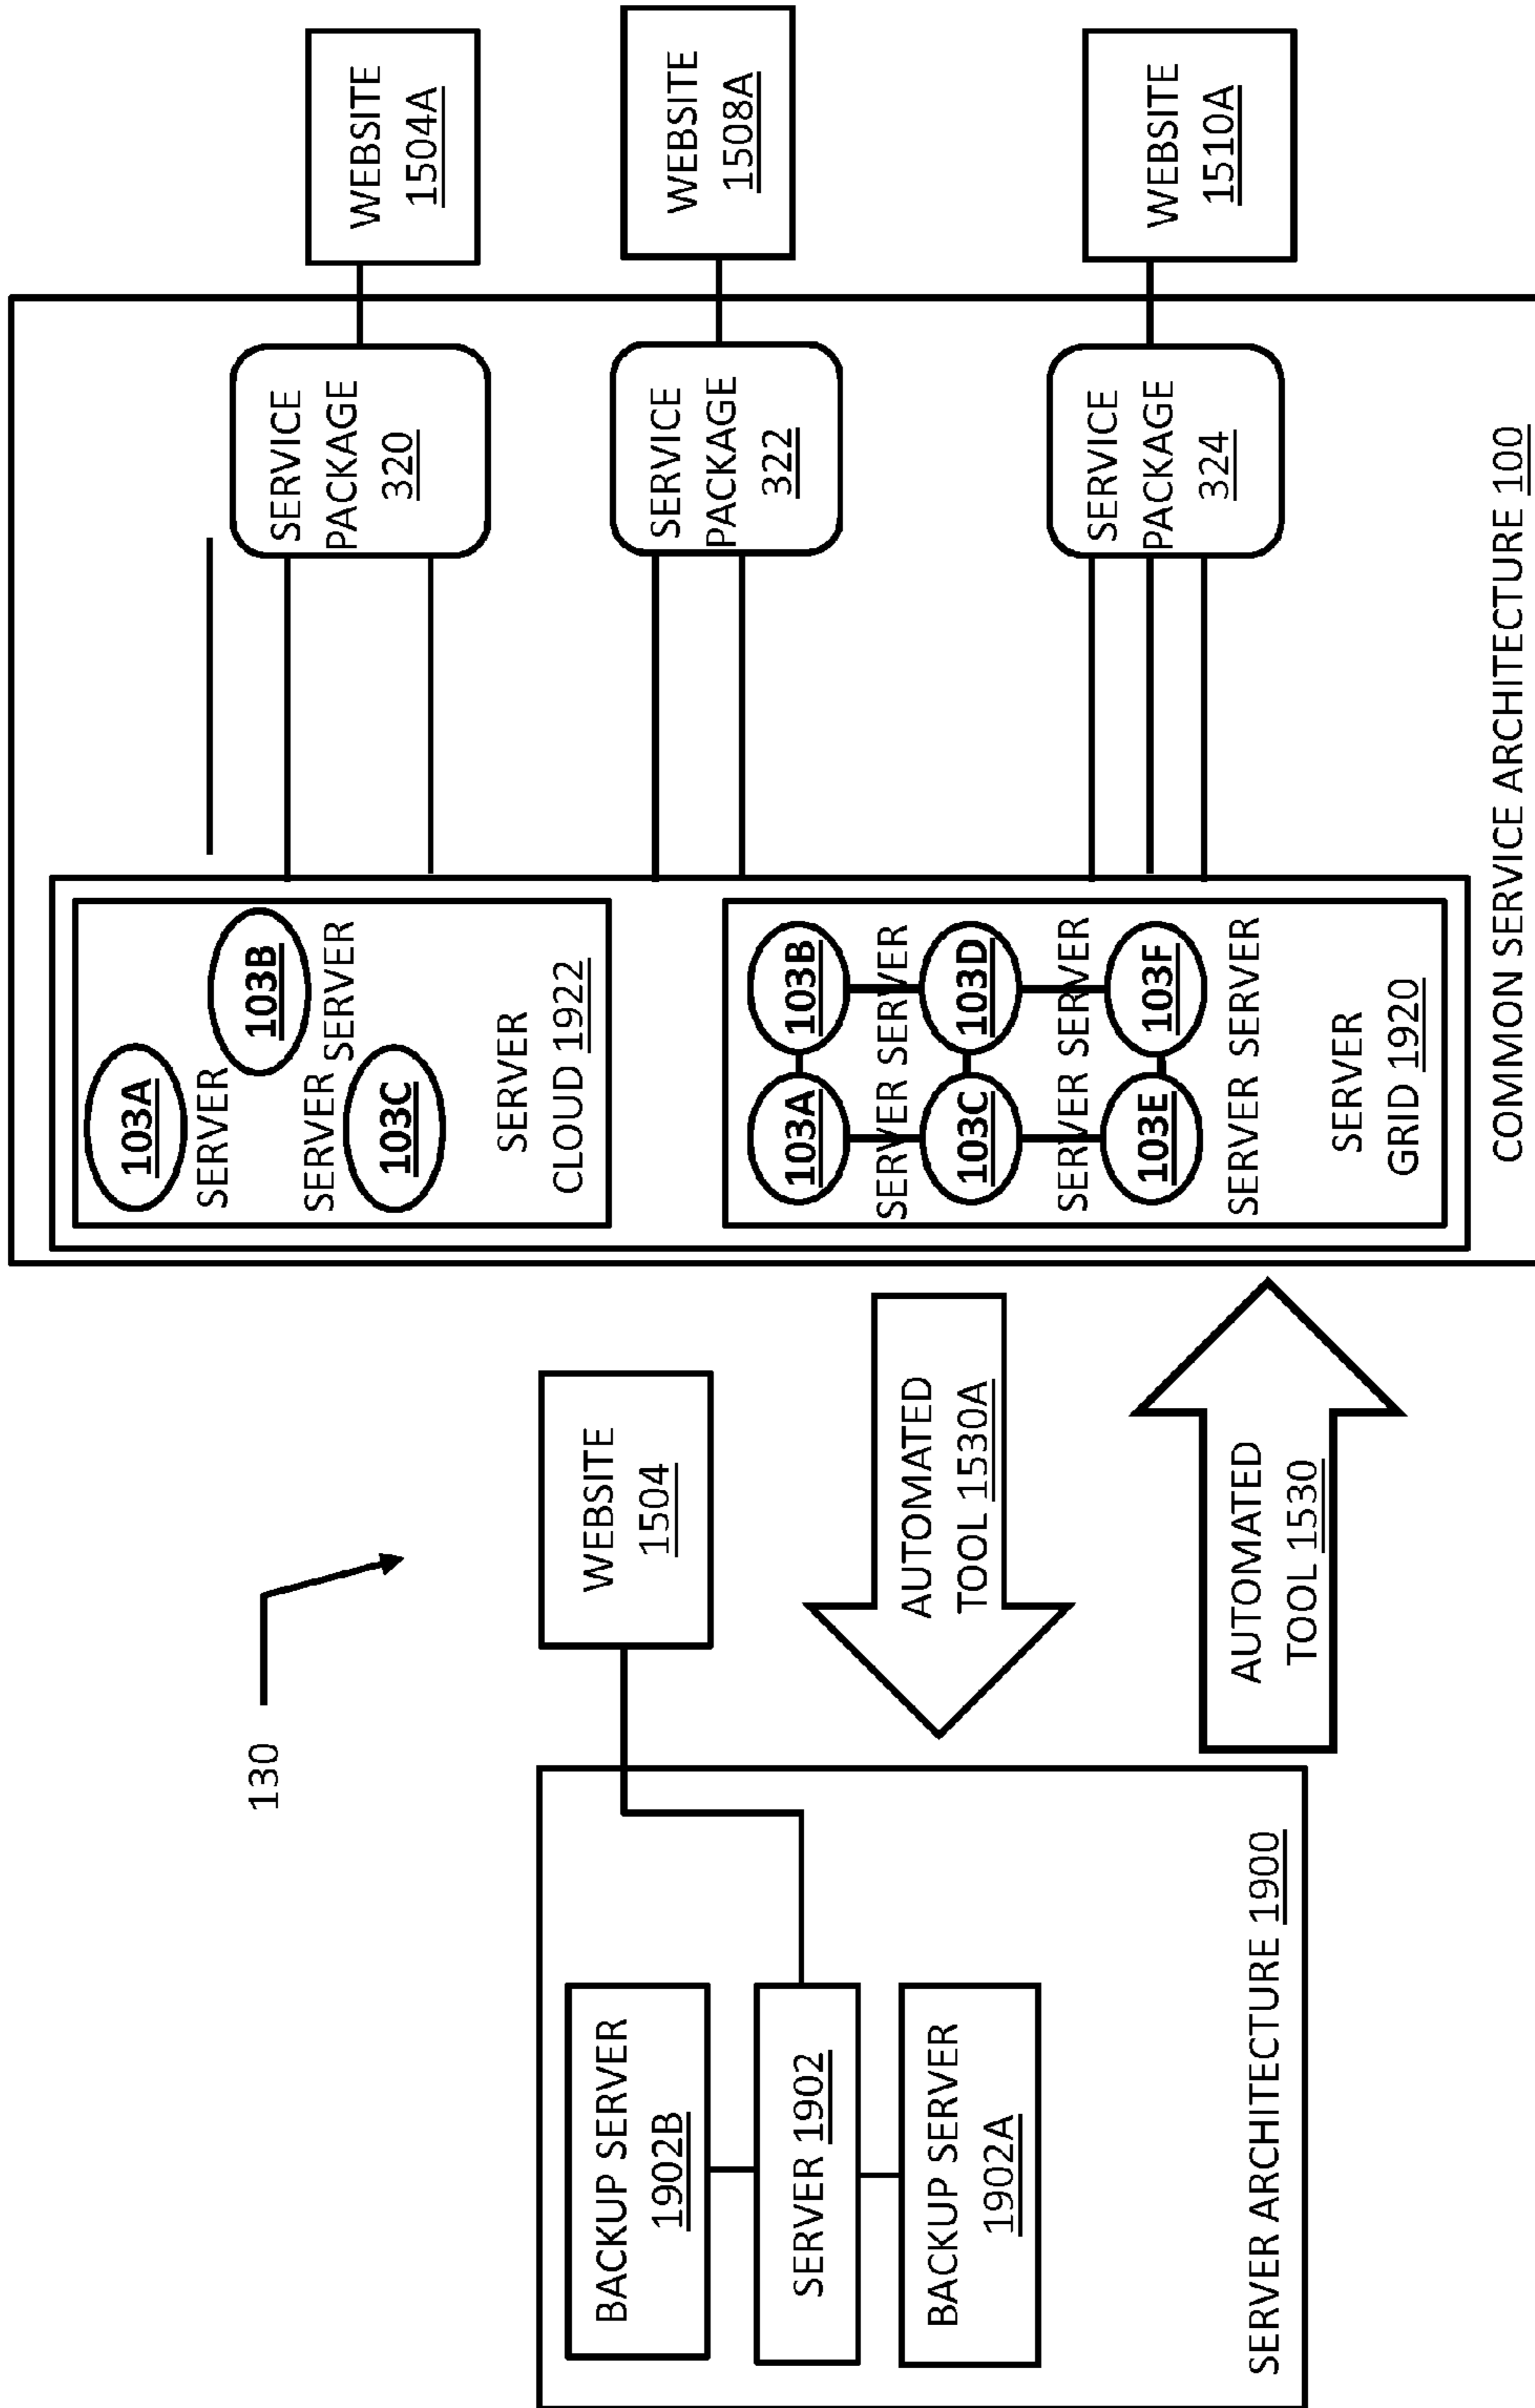 130
BACKUP SERVER
1902B
SERVER 1902
BACKUP SERVER
1902A
SERVER ARCHITECTURE 1900
WEBSITE
1504
AUTOMATED
TOOL 1530A
AUTOMATED
TOOL 1530
103A
SERVER
103B
SERVER
SERVER
103C
SERVER
CLOUD 1922
103A
103B
SERVER SERVER
103C
103D
SERVER SERVER
103E
103F
SERVER SERVER
SERVER
GRID 1920
SERVICE
PACKAGE
320
SERVICE
PACKAGE
322
SERVICE
PACKAGE
324
COMMON SERVICE ARCHITECTURE 100
WEBSITE
1504A
WEBSITE
1508A
WEBSITE
1510A